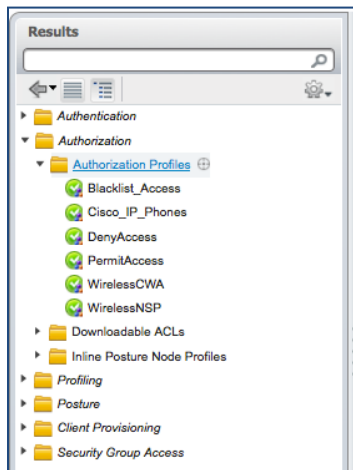 Results
Authentication
Authorization
Authorization Profiles
Blacklist_Access
Cisco_IP_Phones
DenyAccess
PermitAccess
WirelessCWA
WirelessNSP
Downloadable ACLs
Inline Posture Node Profiles
Profiling
Posture
Client Provisioning
Security Group Access